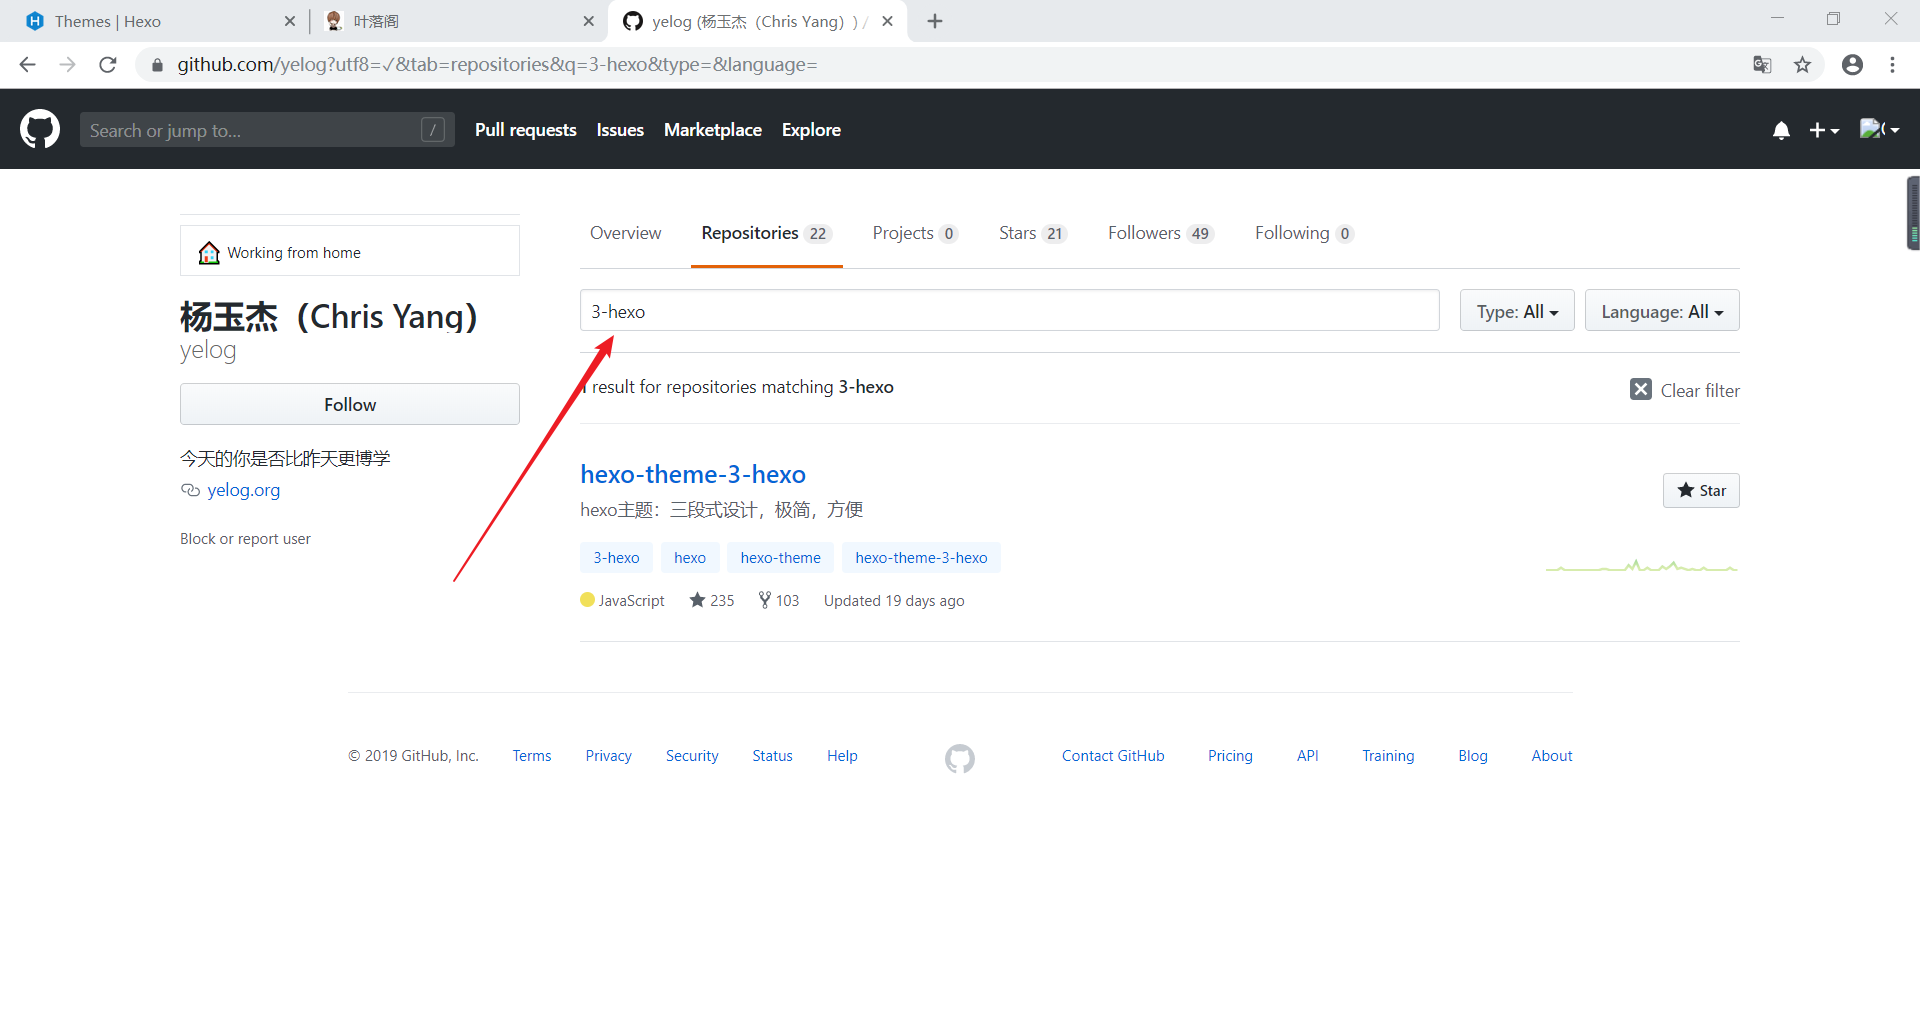 Themes | Hexo
叶落阁
yelog (杨玉杰（Chris Yang）) /
github.com/yelog?utf8=✓&tab=repositories&q=3-hexo&type=&language=
Search or jump to...
/
Pull requests
Issues
Marketplace
Explore
Working from home
杨玉杰（Chris Yang）
yelog
Follow
今天的你是否比昨天更博学
yelog.org
Block or report user
Overview
Repositories 22
Projects 0
Stars 21
Followers 49
Following 0
3-hexo
Type: All
Language: All
1 result for repositories matching 3-hexo
Clear filter
hexo-theme-3-hexo
Star
hexo主题：三段式设计，极简，方便
3-hexo
hexo
hexo-theme
hexo-theme-3-hexo
JavaScript
235
103
Updated 19 days ago
© 2019 GitHub, Inc.
Terms
Privacy
Security
Status
Help
Contact GitHub
Pricing
API
Training
Blog
About